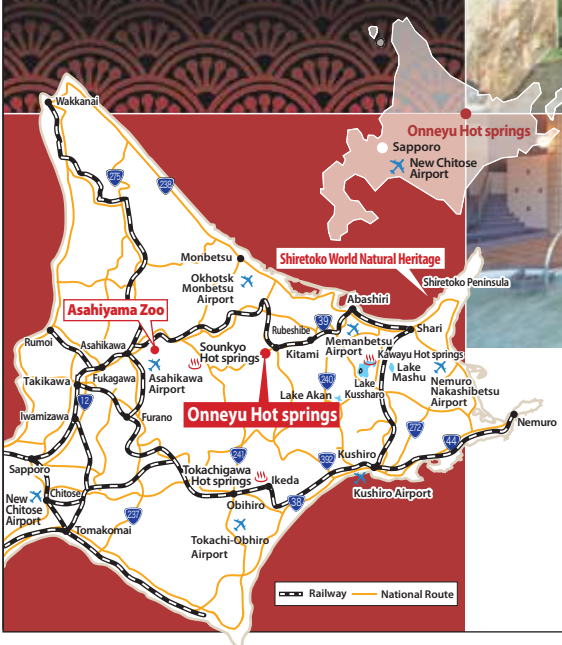 Onneyu Hot springs
Sapporo
New Chitose
Airport
Wakkanai
275
238
Monbetsu
Okhotsk
Monbetsu
Airport
Shiretoko World Natural Heritage
Shiretoko Peninsula
Asahiyama Zoo
Abashiri
39
Rubeshibe
Memanbetsu
Airport
Shari
Rumoi
Asahikawa
Sounkyo
Hot springs
Kitami
Kawayu Hot springs
Lake
Mashu
Takikawa
Fukagawa
Asahikawa
Airport
240
Lake
Kussharo
Nemuro
Nakashibetsu
Airport
12
Lake Akan
Onneyu Hot springs
Iwamizawa
Furano
272
44
Nemuro
241
392
Kushiro
Sapporo
Tokachigawa
Hot springs
Ikeda
New
Chitose
Airport
Chitose
Kushiro Airport
38
Obihiro
237
Tomakomai
Tokachi-Obhiro
Airport
Railway
National Route